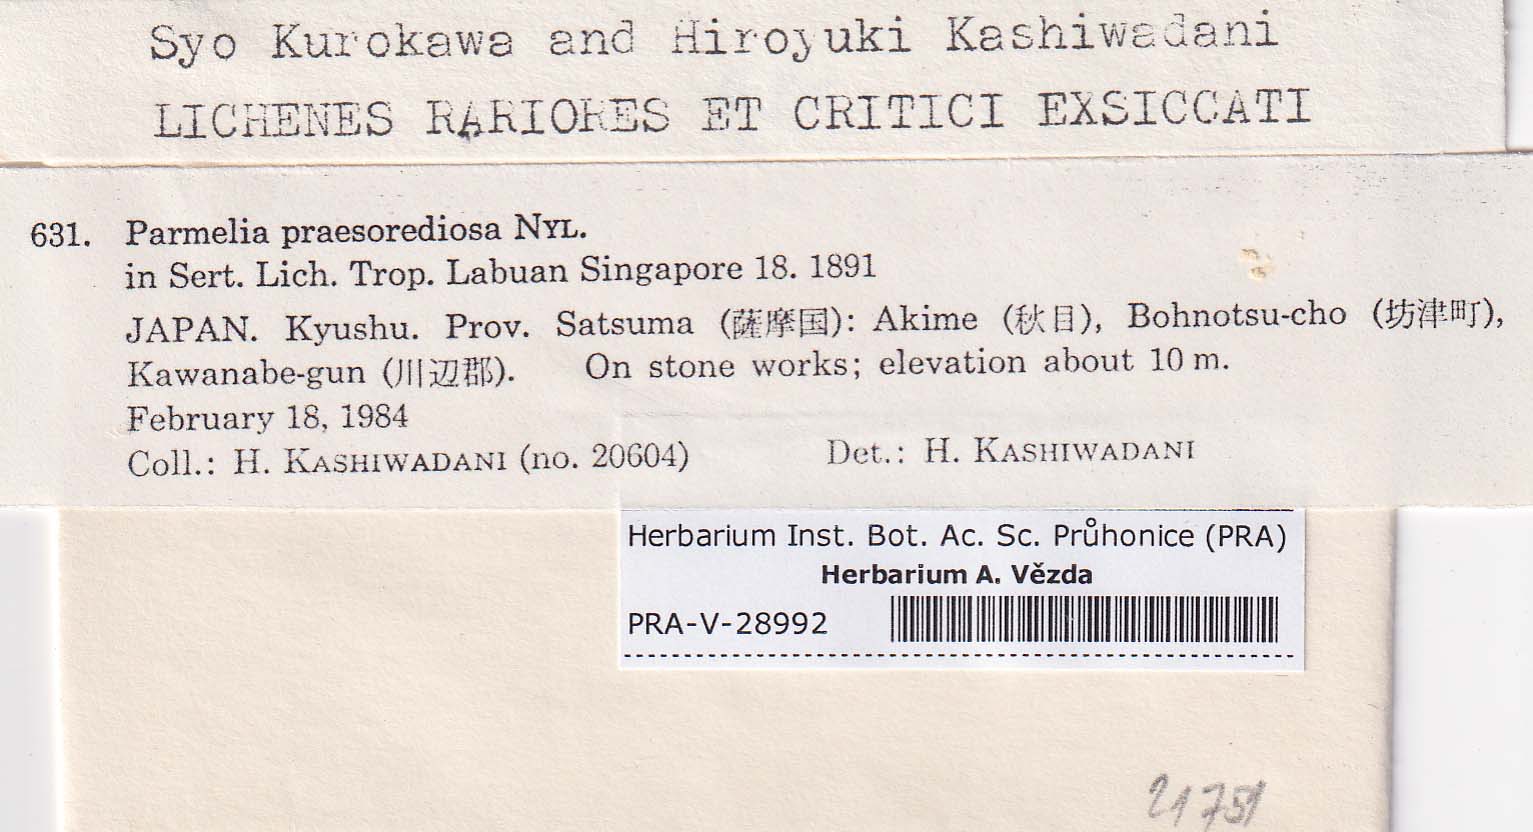 Syo Kurokawa and Hiroyuki Kashiwadani
LICHENES RARIORES ET CRITICI EXSICCATI
631. Parmelia praesorediosa NYL.
in Sert. Lich. Trop. Labuan Singapore 18. 1891
JAPAN. Kyushu. Prov. Satsuma (薩摩国): Akime (秋目), Bohnotsu-cho (坊津町),
Kawanabe-gun (川辺郡). On stone works; elevation about 10 m.
February 18, 1984
Coll.: H. KASHIWADANI (no. 20604) Det.: H. KASHIWADANI
Herbarium Inst. Bot. Ac. Sc. Průhonice (PRA)
Herbarium A. Vězda
PRA-V-28992
21751